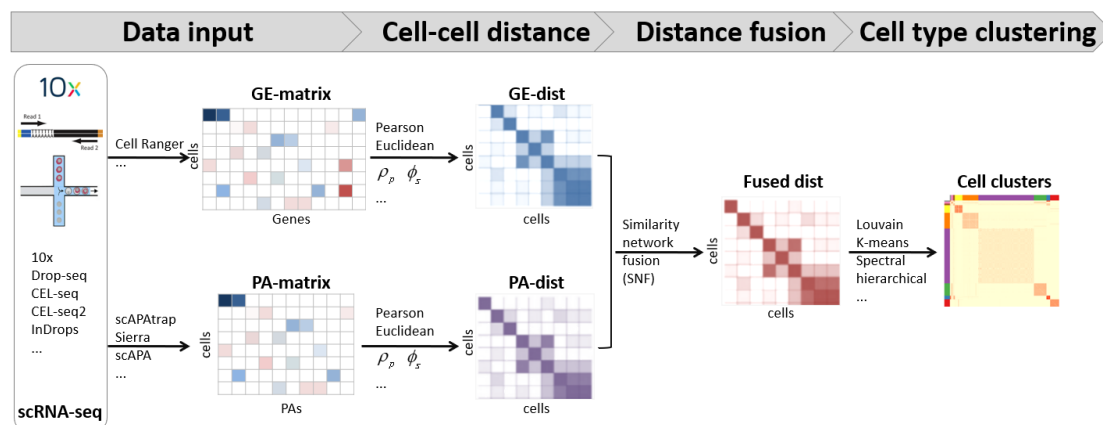 Data input
Cell-cell distance
Distance fusion
Cell type clustering
10x
Read 1
Read 2
10x
Drop-seq
CEL-seq
CEL-seq2
InDrops
...
scRNA-seq
Cell Ranger
...
scAPAtrap
Sierra
scAPA
...
GE-matrix
cells
Genes
PA-matrix
cells
PAs
Pearson
Euclidean
ρp ϕs
...
Pearson
Euclidean
ρp ϕs
...
GE-dist
cells
cells
PA-dist
cells
cells
Similarity
network
fusion
(SNF)
Fused dist
cells
cells
Louvain
K-means
Spectral
hierarchical
...
Cell clusters